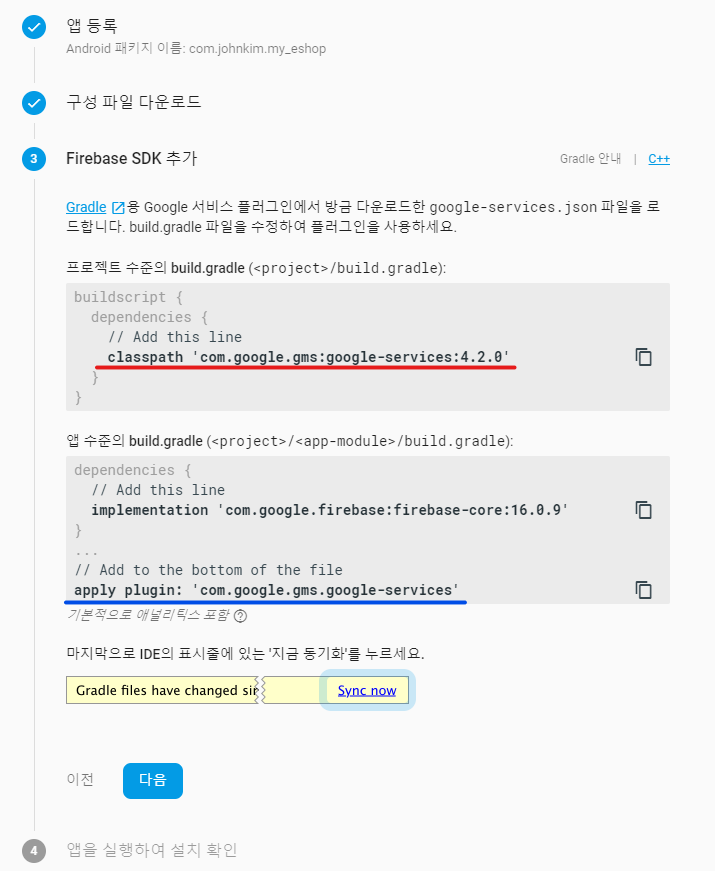 앱 등록
Android 패키지 이름: com.johnkim.my_eshop
구성 파일 다운로드
3 Firebase SDK 추가 Gradle 안내 | C++
Gradle 용 Google 서비스 플러그인에서 방금 다운로드한 google-services.json 파일을 로
드합니다. build.gradle 파일을 수정하여 플러그인을 사용하세요.
프로젝트 수준의 build.gradle (<project>/build.gradle):
buildscript {
dependencies {
// Add this line
classpath 'com.google.gms:google-services:4.2.0'
}
}
앱 수준의 build.gradle (<project>/<app-module>/build.gradle):
dependencies {
// Add this line
implementation 'com.google.firebase:firebase-core:16.0.9'
}
...
// Add to the bottom of the file
apply plugin: 'com.google.gms.google-services'
기본적으로 애널리틱스 포함 ?
마지막으로 IDE의 표시줄에 있는 '지금 동기화'를 누르세요.
Gradle files have changed sin Sync now
이전 다음
4 앱을 실행하여 설치 확인